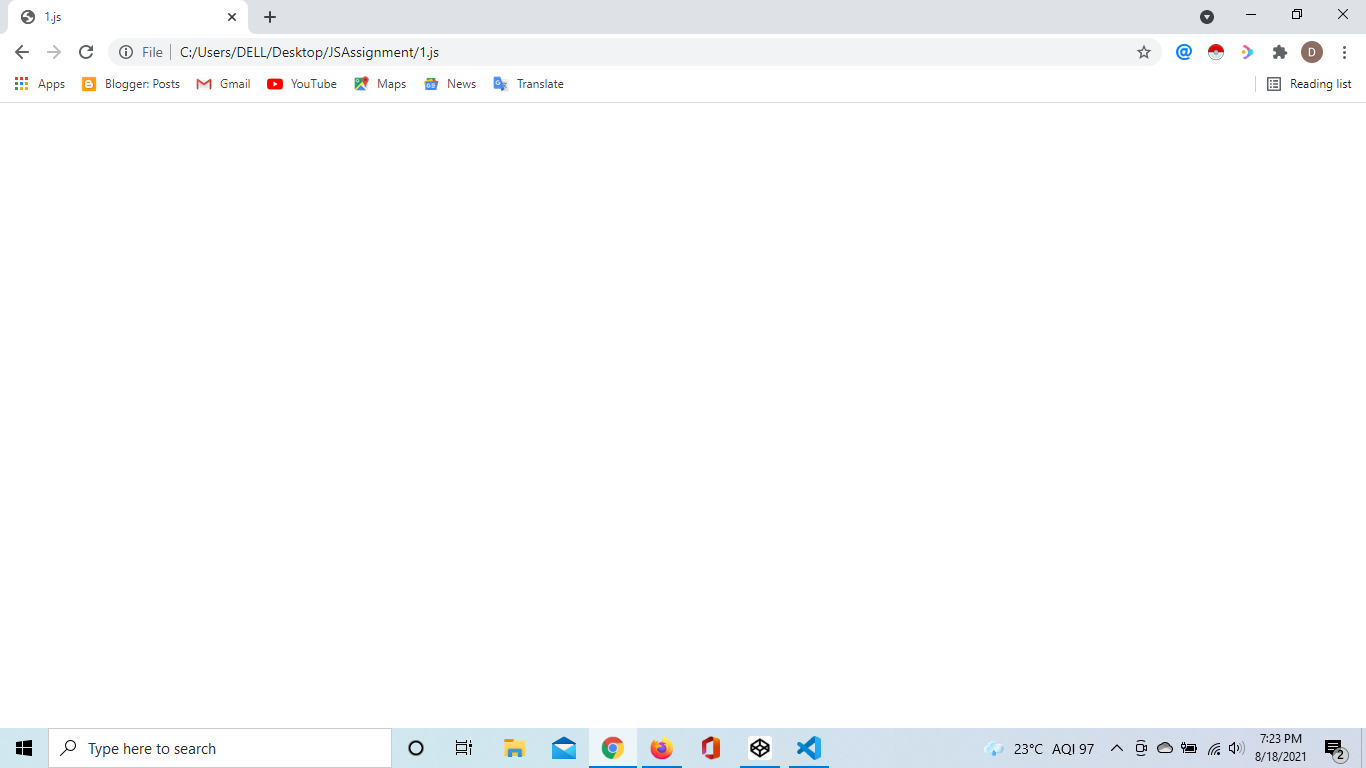 1.js
File
C:/Users/DELL/Desktop/JSAssignment/1.js
D
Apps Blogger: Posts Gmail YouTube Maps News Translate Reading list
Type here to search
23°C AQI 97
7:23 PM
8/18/2021
2